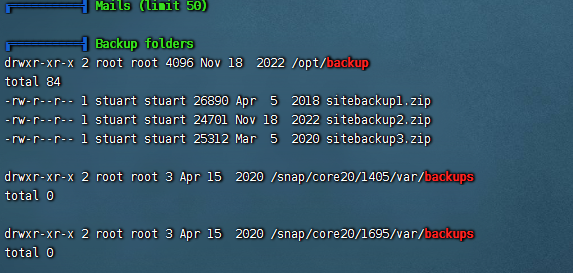 ╔══════════╣ Mails (limit 50)
╔══════════╣ Backup folders
drwxr-xr-x 2 root root 4096 Nov 18  2022 /opt/backup
total 84
-rw-r--r-- 1 stuart stuart 26890 Apr  5  2018 sitebackup1.zip
-rw-r--r-- 1 stuart stuart 24701 Nov 18  2022 sitebackup2.zip
-rw-r--r-- 1 stuart stuart 25312 Mar  5  2020 sitebackup3.zip
drwxr-xr-x 2 root root 3 Apr 15  2020 /snap/core20/1405/var/backups
total 0
drwxr-xr-x 2 root root 3 Apr 15  2020 /snap/core20/1695/var/backups
total 0